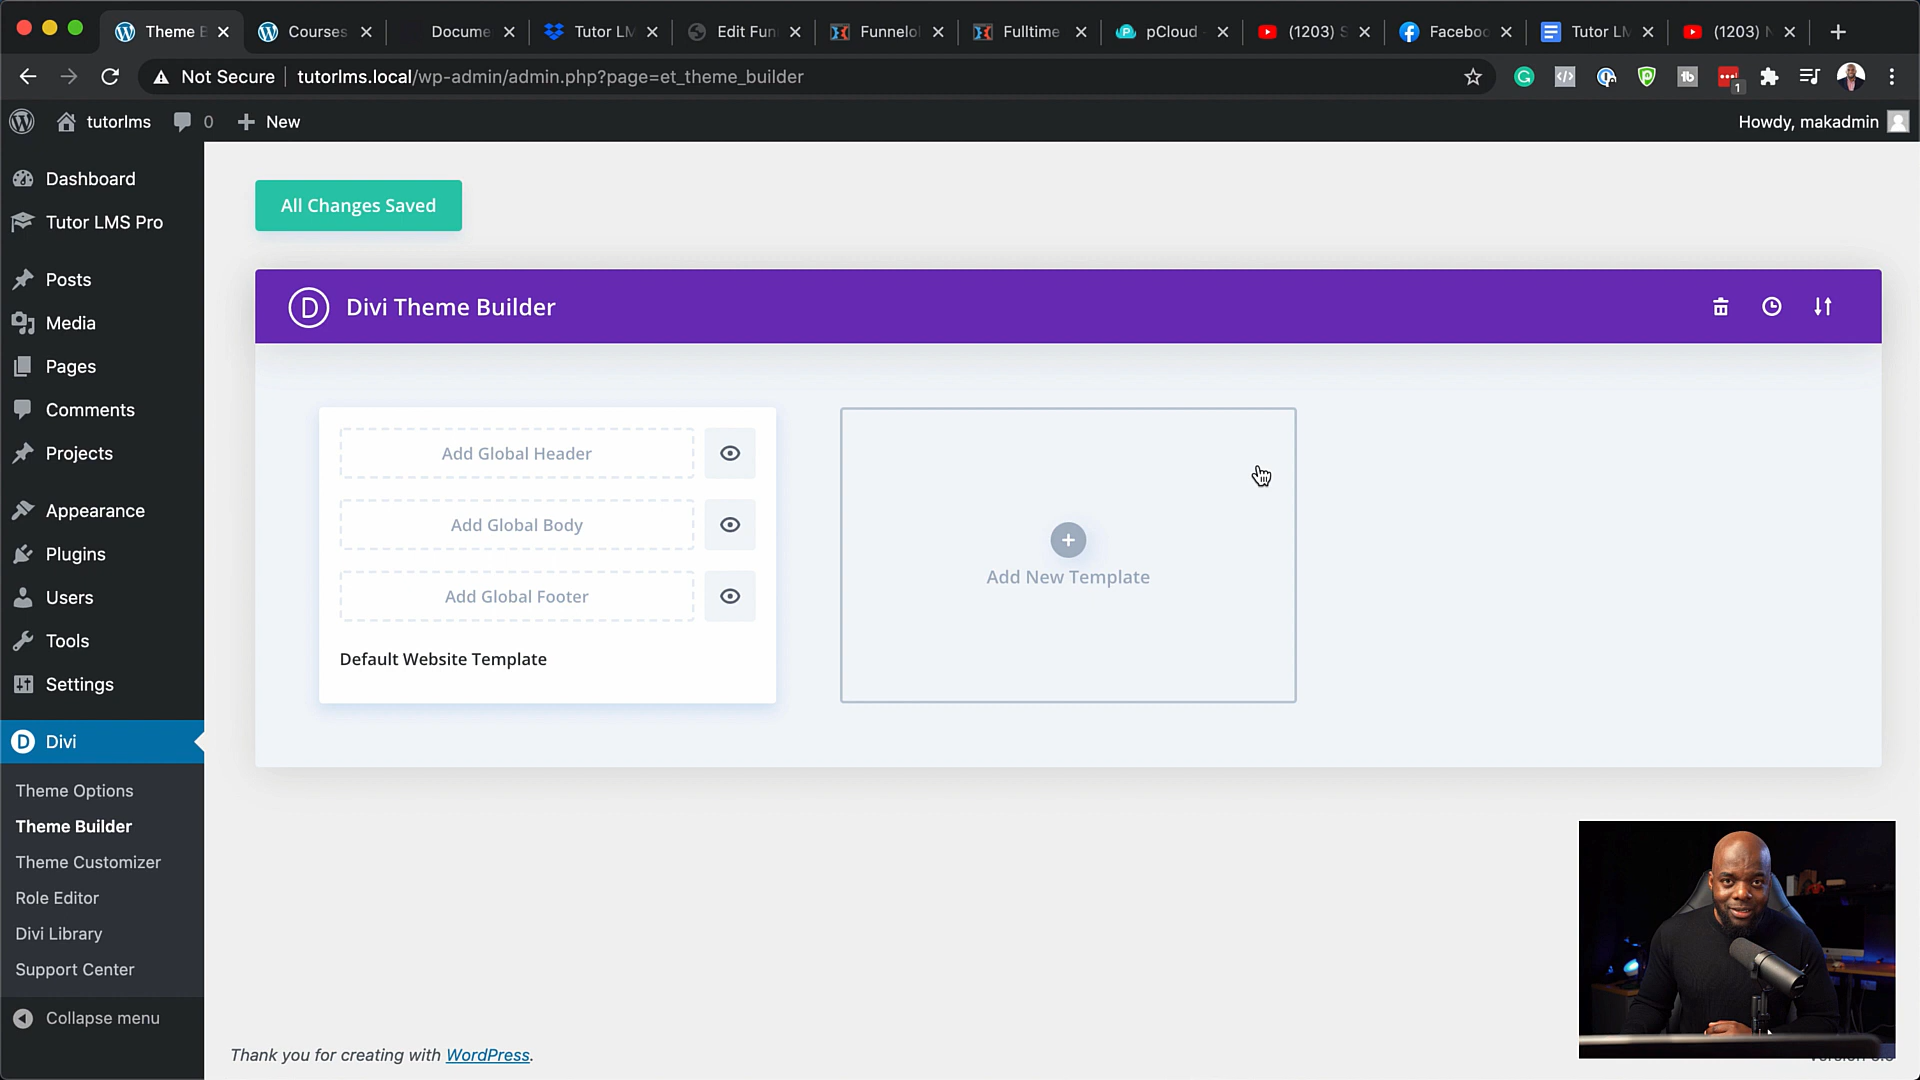 Theme B
Courses
Docume
Tutor LM
Edit Fun
Funnelo
Fulltime
pCloud
(1203) S
Faceboo
Tutor LM
(1203) N
Not Secure
tutorlms.local/wp-admin/admin.php?page=et_theme_builder
1
tutorlms
0
New
Howdy, makadmin
Dashboard
Tutor LMS Pro
Posts
Media
Pages
Comments
Projects
Appearance
Plugins
Users
Tools
Settings
Divi
Theme Options
Theme Builder
Theme Customizer
Role Editor
Divi Library
Support Center
Collapse menu
All Changes Saved
D
Divi Theme Builder
Add Global Header
Add Global Body
Add Global Footer
Default Website Template
Add New Template
Thank you for creating with WordPress.